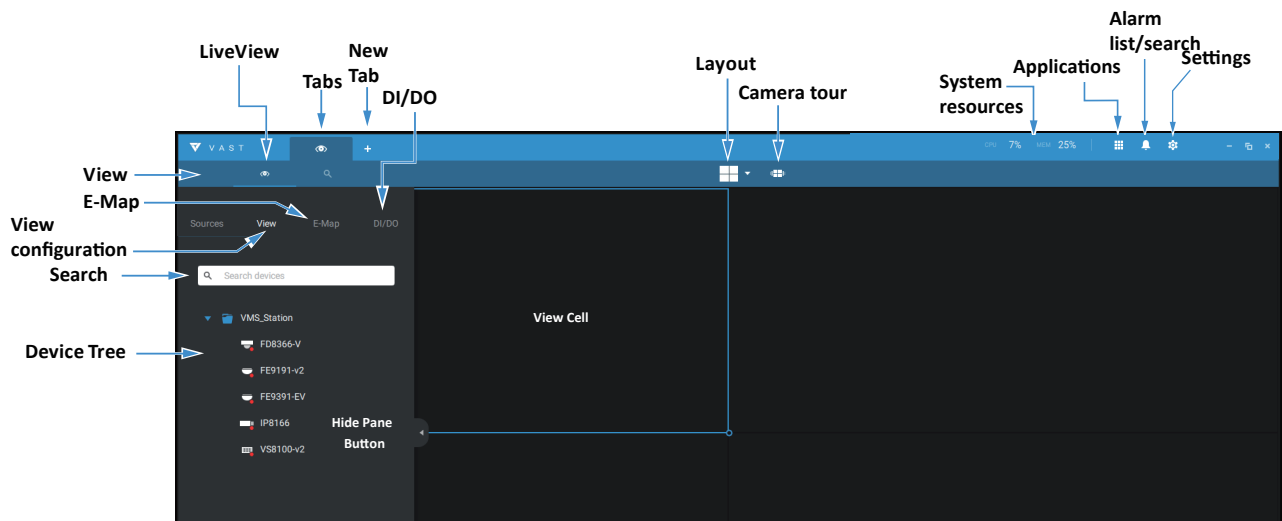 Alarm
list/search
Settings
Applications
System
resources
LiveView
New
Tab
Tabs
DI/DO
Layout
Camera tour
VAST
+
CPU 7% MEM 25%
View
E-Map
View
configuration
Search
Device Tree
Sources View E-Map DI/DO
Search devices
VMS_Station
FD8366-V
FE9191-v2
FE9391-EV
IP8166
VS8100-v2
Hide Pane
Button
View Cell